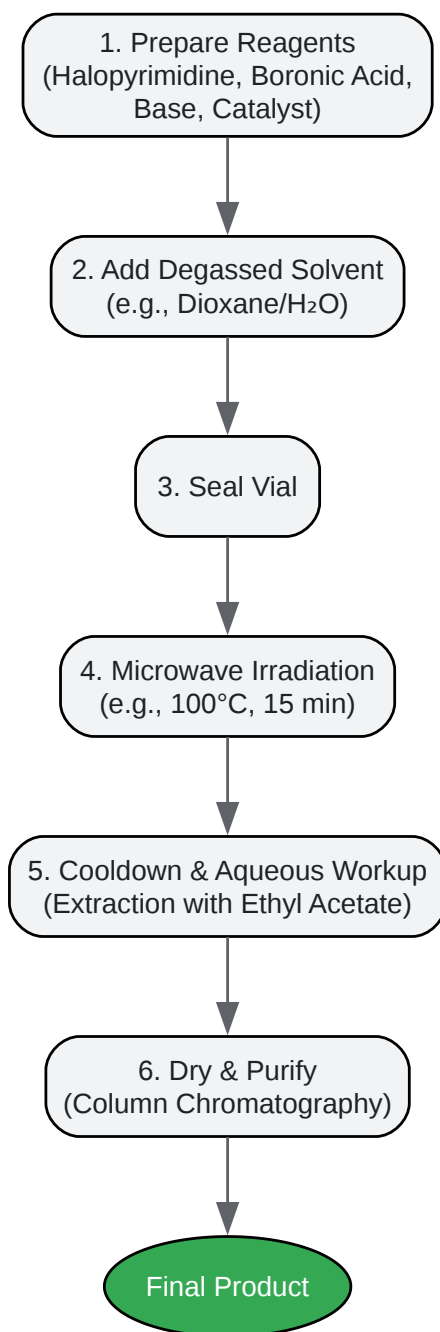 1. Prepare Reagents
(Halopyrimidine, Boronic Acid,
Base, Catalyst)
2. Add Degassed Solvent
(e.g., Dioxane/H₂O)
3. Seal Vial
4. Microwave Irradiation
(e.g., 100°C, 15 min)
5. Cooldown & Aqueous Workup
(Extraction with Ethyl Acetate)
6. Dry & Purify
(Column Chromatography)
Final Product